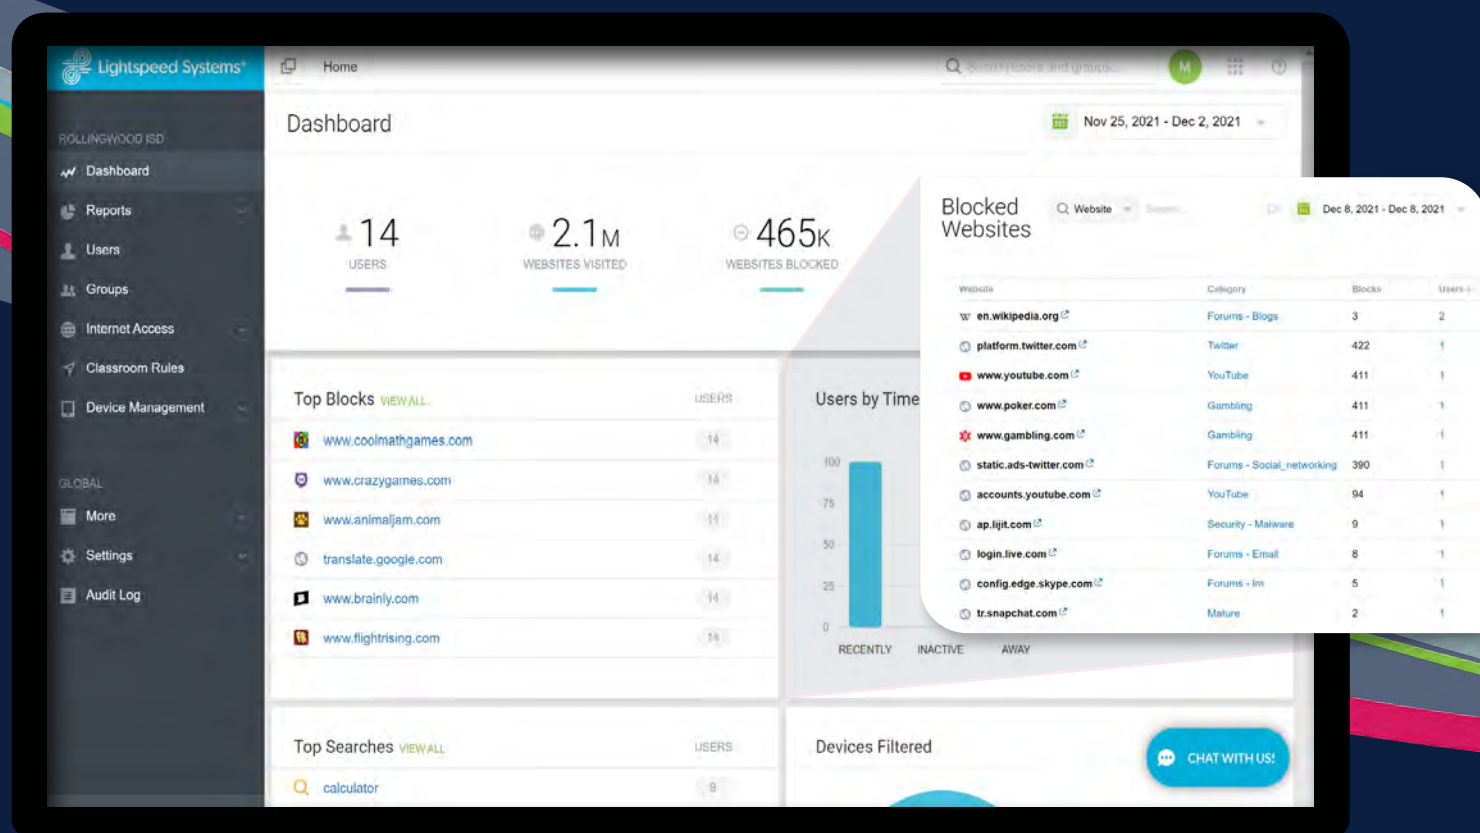 Lightspeed Systems
Home
Search users and groups...
M
ROLLINGWOOD ISD
Dashboard
Reports
Users
Groups
Internet Access
Classroom Rules
Device Management
GLOBAL
More
Settings
Audit Log
Dashboard
Nov 25, 2021 - Dec 2, 2021
14
USERS
2.1M
WEBSITES VISITED
465K
WEBSITES BLOCKED
Top Blocks VIEW ALL
USERS
www.coolmathgames.com 14
www.crazygames.com 14
www.animaljam.com 14
translate.google.com 14
www.brainly.com 14
www.flightrising.com 14
Users by Time
100
75
50
25
0
RECENTLY INACTIVE AWAY
Top Searches VIEW ALL
USERS
calculator 9
Devices Filtered
CHAT WITH US!
Blocked
Websites
Website
Search...
Dec 8, 2021 - Dec 8, 2021
Website Category Blocks Users
en.wikipedia.org Forums - Blogs 3 2
platform.twitter.com Twitter 422 1
www.youtube.com YouTube 411 1
www.poker.com Gambling 411 1
www.gambling.com Gambling 411 1
static.ads-twitter.com Forums - Social_networking 390 1
accounts.youtube.com YouTube 94 1
ap.lijit.com Security - Malware 9 1
login.live.com Forums - Email 8 1
config.edge.skype.com Forums - Im 5 1
tr.snapchat.com Mature 2 1